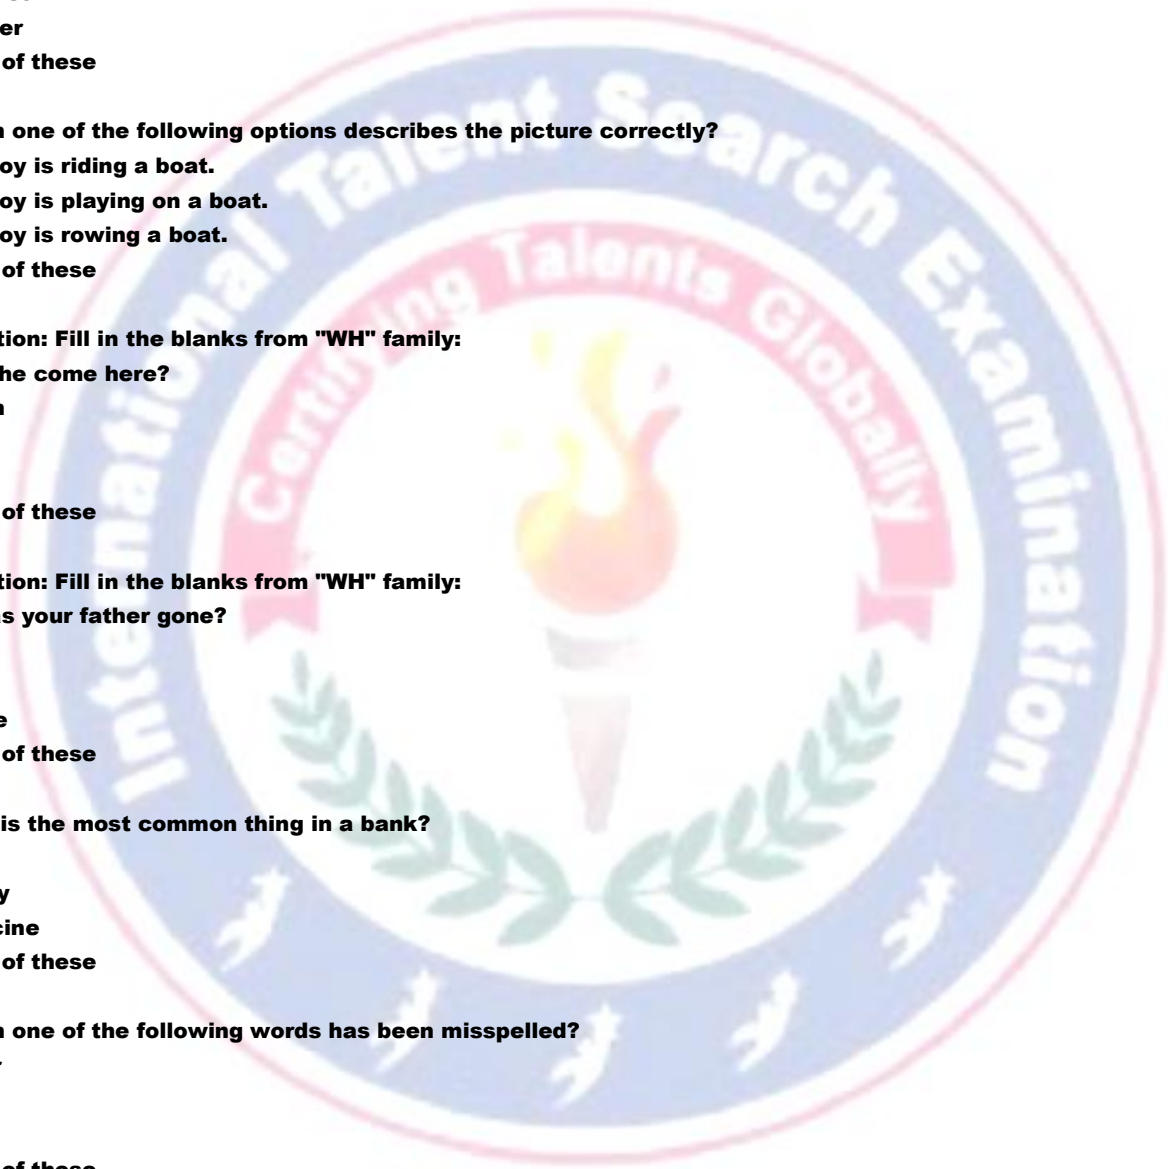 er
of these
one of the following options describes the picture correctly?
oy is riding a boat.
oy is playing on a boat.
oy is rowing a boat.
of these
tion: Fill in the blanks from "WH" family:
he come here?
of these
tion: Fill in the blanks from "WH" family:
as your father gone?
e
of these
is the most common thing in a bank?
y
cine
of these
one of the following words has been misspelled?
of these
International Talent Search Examination
Certifying Talents Globally